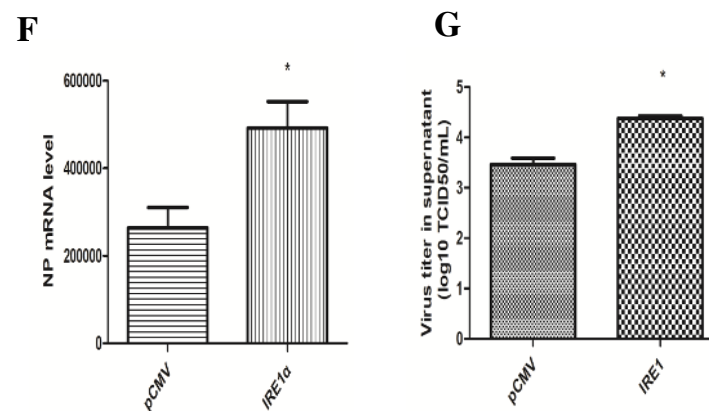 F
G
*
NP mRNA level
600000
400000
200000
0
pCMV
IRE1α
*
Virus titer in supernatant
(log10 TCID50/mL)
5
4
3
2
1
0
pCMV
IRE1